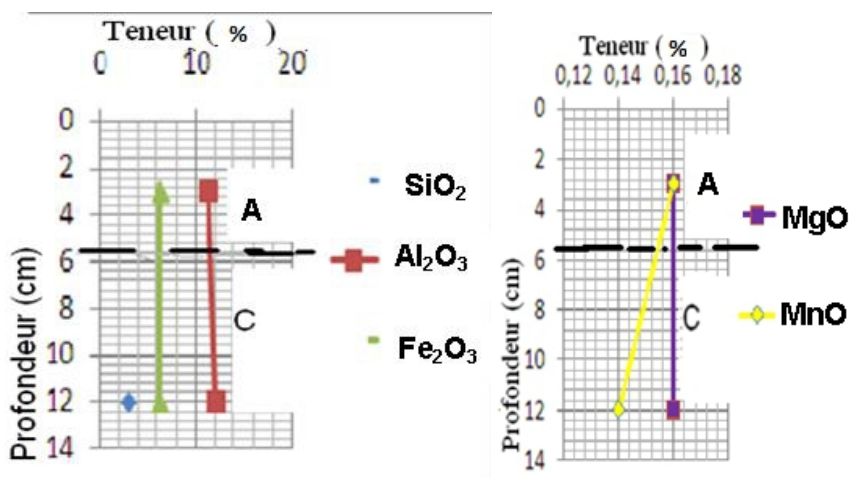 Teneur ( % )
0 10 20
0
2
4
6
8
10
12
14
Profondeur (cm)
A
C
SiO₂
Al₂O₃
Fe₂O₃
Teneur ( % )
0,12 0,14 0,16 0,18
0
2
4
6
8
10
12
14
Profondeur (cm)
A
C
MgO
MnO